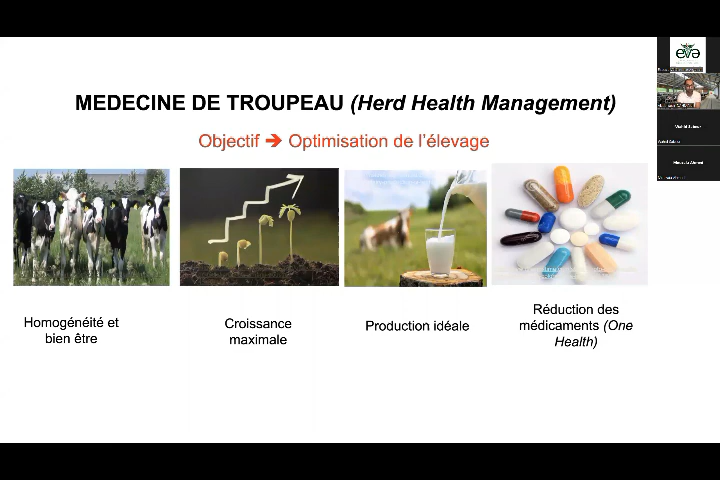 MEDECINE DE TROUPEAU (Herd Health Management)
Objectif ➔ Optimisation de l'élevage
Homogénéité et
bien être
Croissance
maximale
Production idéale
Réduction des
médicaments (One
Health)
eva